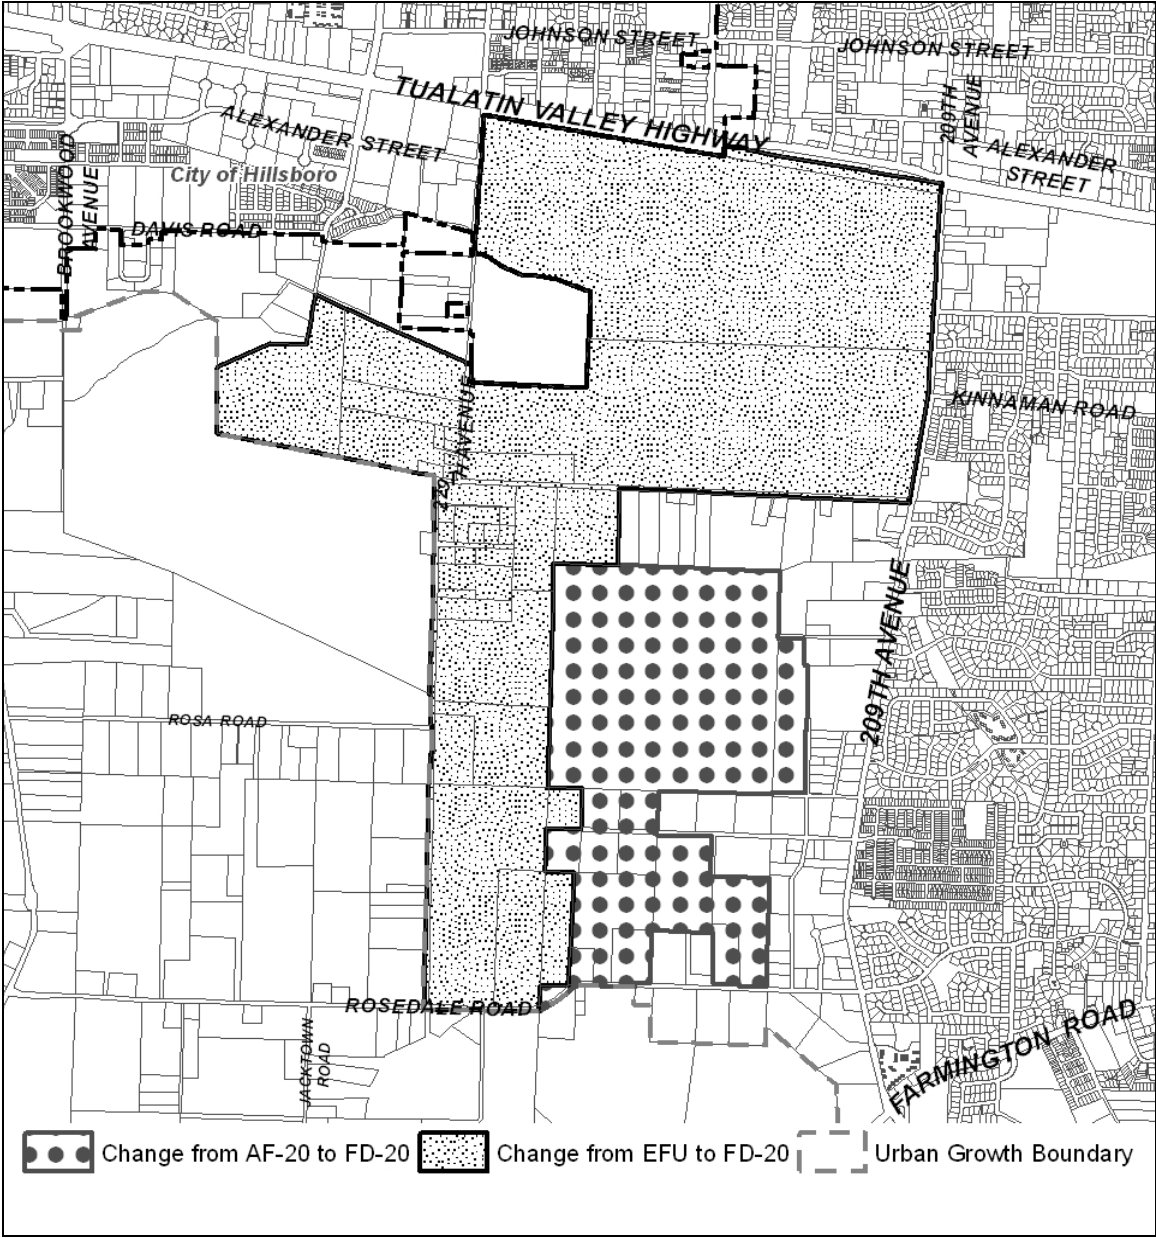 JOHNSON STREET
JOHNSON STREET
TUALATIN VALLEY HIGHWAY
209TH
AVENUE
ALEXANDER STREET
ALEXANDER
STREET
City of Hillsboro
BROOKWOOD
AVENUE
DAVIS ROAD
KINNAMAN ROAD
229TH AVENUE
209TH AVENUE
ROSA ROAD
ROSEDALE ROAD
JACKTOWN
ROAD
FARMINGTON ROAD
Change from AF-20 to FD-20
Change from EFU to FD-20
Urban Growth Boundary